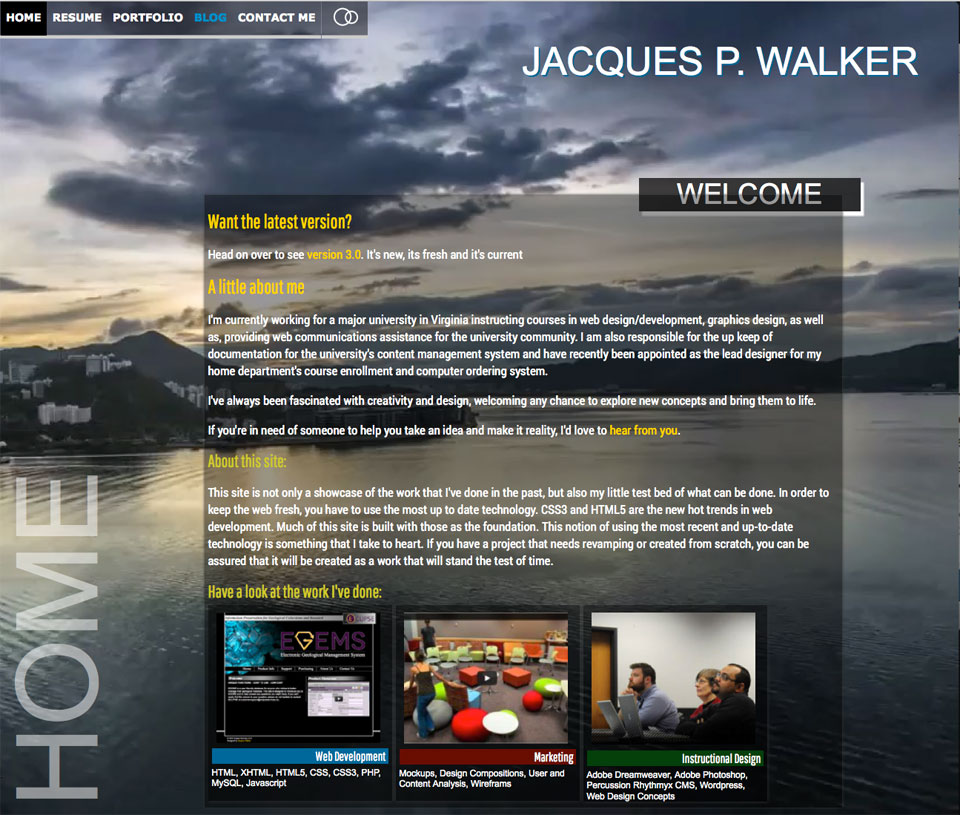 HOME RESUME PORTFOLIO BLOG CONTACT ME
JACQUES P. WALKER
WELCOME
Want the latest version?
Head on over to see version 3.0. It's new, its fresh and it's current
A little about me
I'm currently working for a major university in Virginia instructing courses in web design/development, graphics design, as well
as, providing web communications assistance for the university community. I am also responsible for the up keep of
documentation for the university's content management system and have recently been appointed as the lead designer for my
home department's course enrollment and computer ordering system.
I've always been fascinated with creativity and design, welcoming any chance to explore new concepts and bring them to life.
If you're in need of someone to help you take an idea and make it reality, I'd love to hear from you.
About this site:
This site is not only a showcase of the work that I've done in the past, but also my little test bed of what can be done. In order to
keep the web fresh, you have to use the most up to date technology. CSS3 and HTML5 are the new hot trends in web
development. Much of this site is built with those as the foundation. This notion of using the most recent and up-to-date
technology is something that I take to heart. If you have a project that needs revamping or created from scratch, you can be
assured that it will be created as a work that will stand the test of time.
Have a look at the work I've done:
EGEMS
Electronic Geological Management System
Web Development
HTML, XHTML, HTML5, CSS, CSS3, PHP,
MySQL, Javascript
Marketing
Mockups, Design Compositions, User and
Content Analysis, Wireframes
Instructional Design
Adobe Dreamweaver, Adobe Photoshop,
Percussion Rhythmyx CMS, Wordpress,
Web Design Concepts
HOME